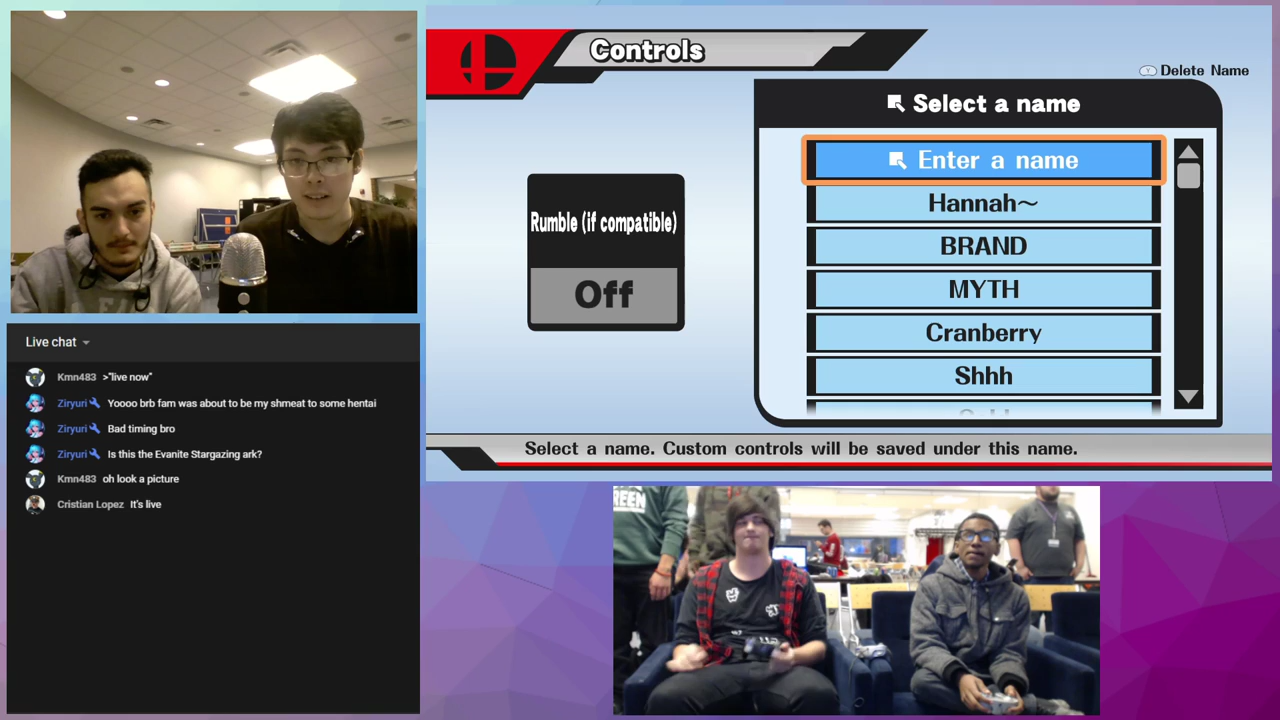 Controls
Delete Name
Select a name
Enter a name
Hannah~
BRAND
MYTH
Cranberry
Shhh
Rumble (if compatible)
Off
Select a name. Custom controls will be saved under this name.
Live chat
Kmn483 >"live now"
Ziryuri Yoooo brb fam was about to be my shmeat to some hentai
Ziryuri Bad timing bro
Ziryuri Is this the Evanite Stargazing ark?
Kmn483 oh look a picture
Cristian Lopez It's live
REEN